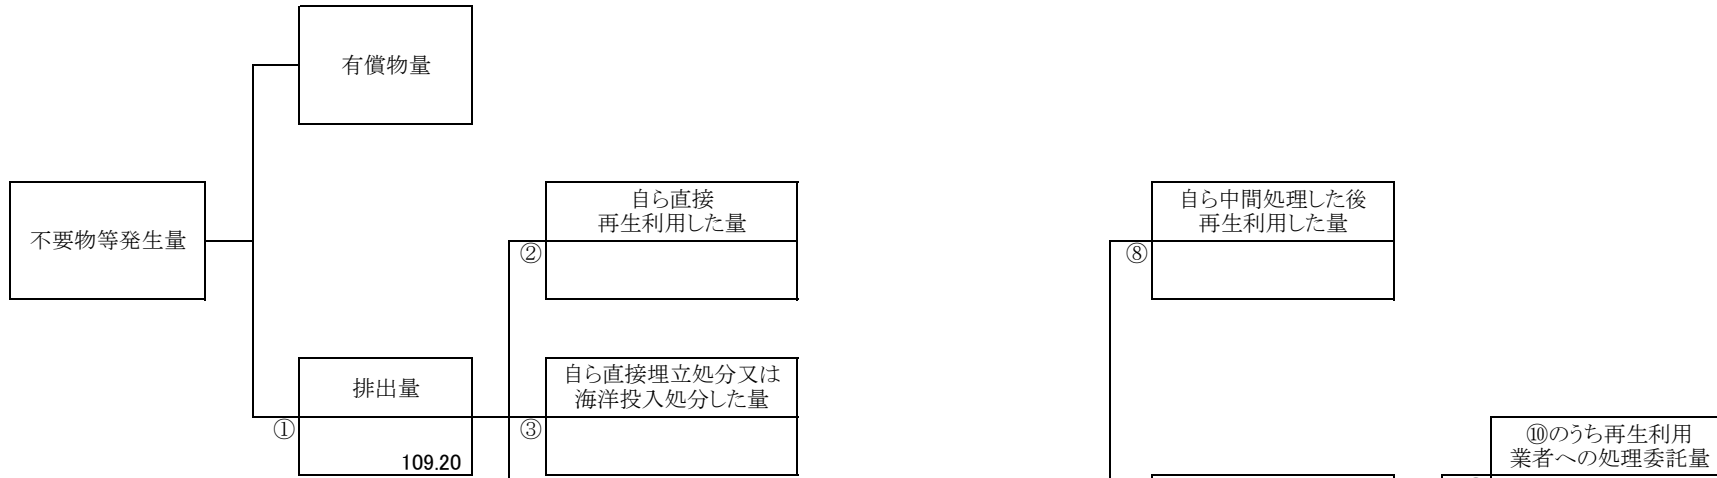 有償物量
不要物等発生量
自ら直接
再生利用した量
②
自ら中間処理した後
再生利用した量
⑧
排出量
①
109.20
自ら直接埋立処分又は
海洋投入処分した量
③
⑩のうち再生利用
業者への処理委託量